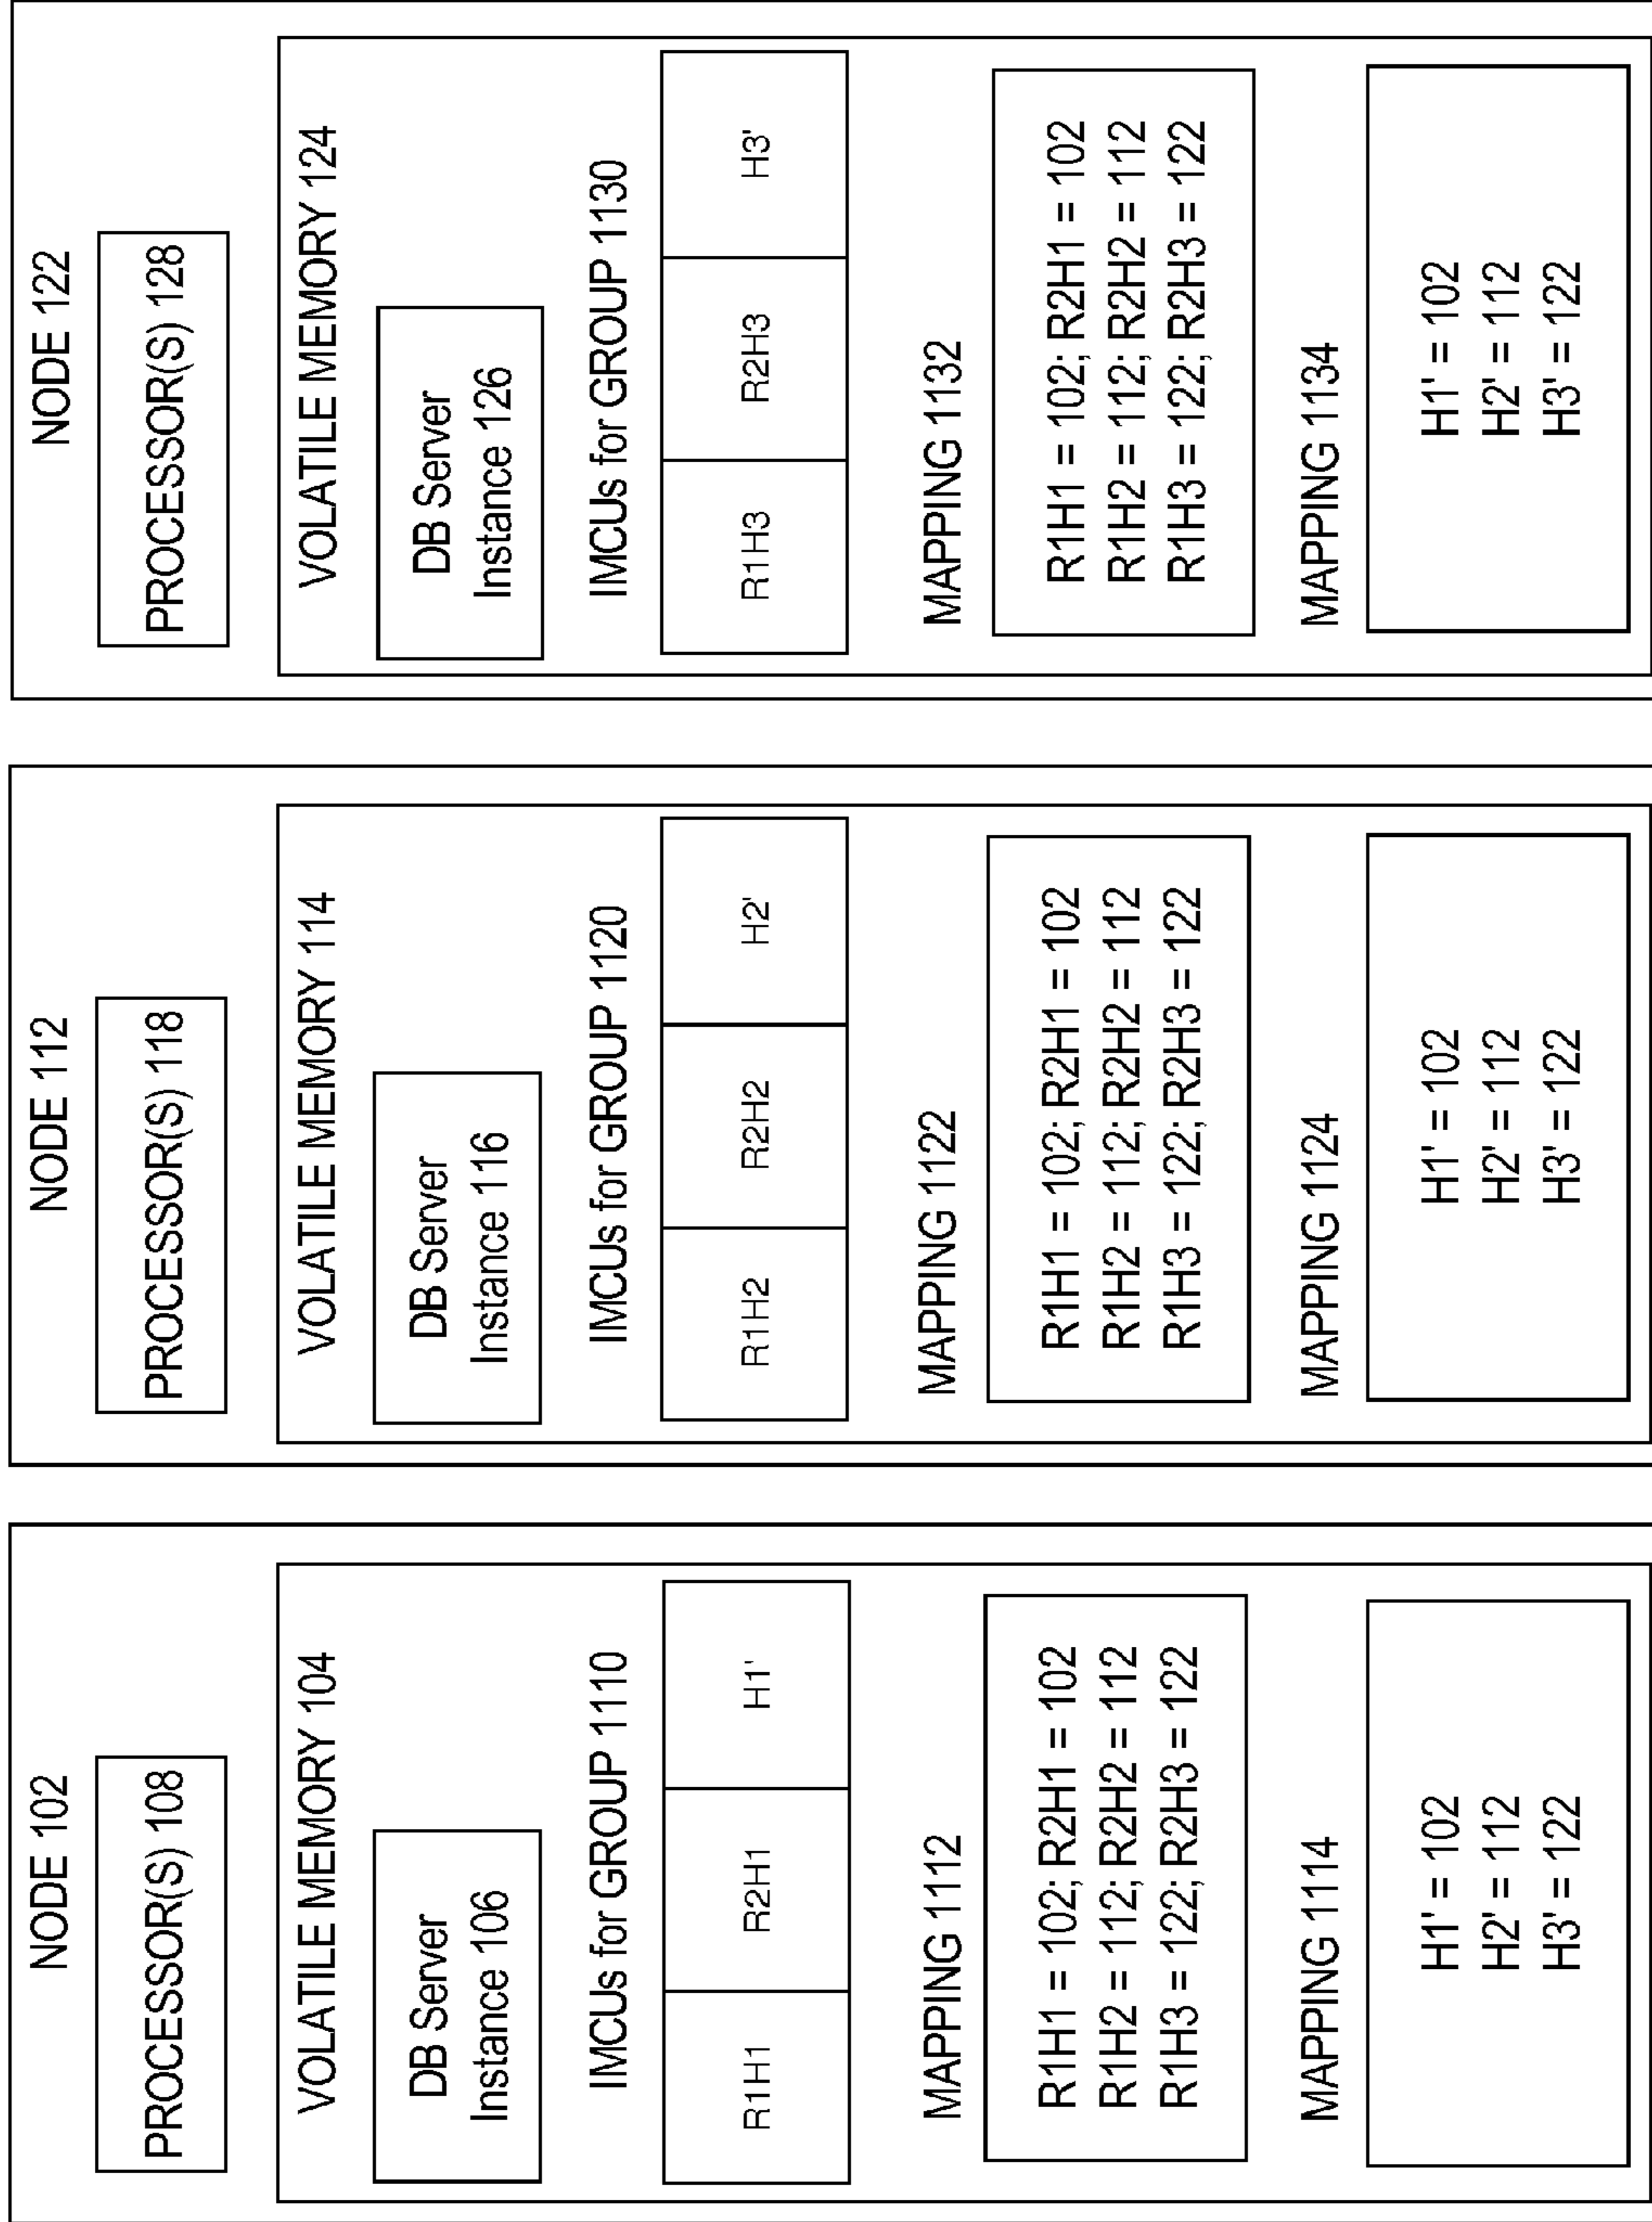 NODE 102
PROCESSOR(S) 108
VOLATILE MEMORY 104
DB Server
Instance 106
IMCUs for GROUP 1110
R1H1
R2H1
H1'
MAPPING 1112
R1H1 = 102; R2H1 = 102
R1H2 = 112; R2H2 = 112
R1H3 = 122; R2H3 = 122
MAPPING 1114
H1' = 102
H2' = 112
H3' = 122
NODE 112
PROCESSOR(S) 118
VOLATILE MEMORY 114
DB Server
Instance 116
IMCUs for GROUP 1120
R1H2
R2H2
H2'
MAPPING 1122
R1H1 = 102; R2H1 = 102
R1H2 = 112; R2H2 = 112
R1H3 = 122; R2H3 = 122
MAPPING 1124
H1' = 102
H2' = 112
H3' = 122
NODE 122
PROCESSOR(S) 128
VOLATILE MEMORY 124
DB Server
Instance 126
IMCUs for GROUP 1130
R1H3
R2H3
H3'
MAPPING 1132
R1H1 = 102; R2H1 = 102
R1H2 = 112; R2H2 = 112
R1H3 = 122; R2H3 = 122
MAPPING 1134
H1' = 102
H2' = 112
H3' = 122